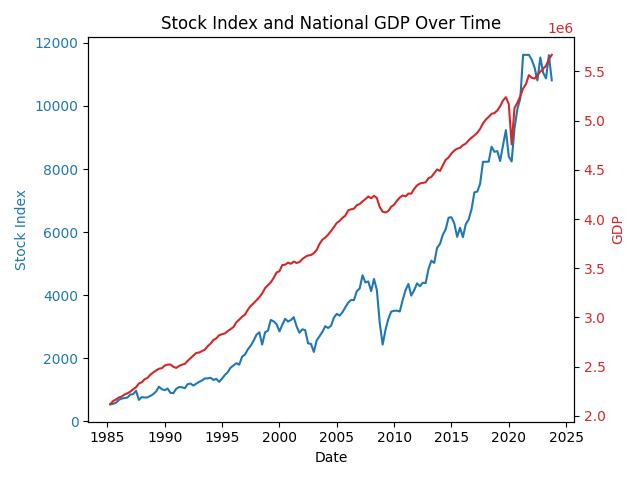 Stock Index and National GDP Over Time
1e6
12000
10000
8000
6000
4000
2000
0
Stock Index
5.5
5.0
4.5
4.0
3.5
3.0
2.5
2.0
GDP
1985 1990 1995 2000 2005 2010 2015 2020 2025
Date